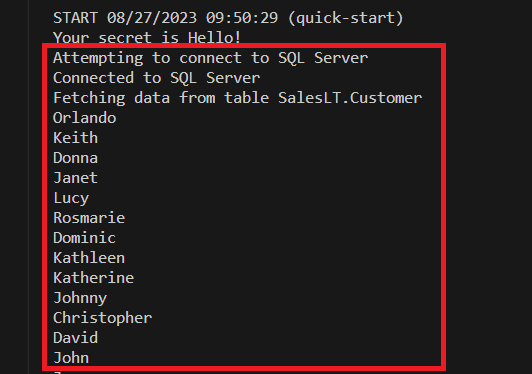 START 08/27/2023 09:50:29 (quick-start)
Your secret is Hello!
Attempting to connect to SQL Server
Connected to SQL Server
Fetching data from table SalesLT.Customer
Orlando
Keith
Donna
Janet
Lucy
Rosmarie
Dominic
Kathleen
Katherine
Johnny
Christopher
David
John